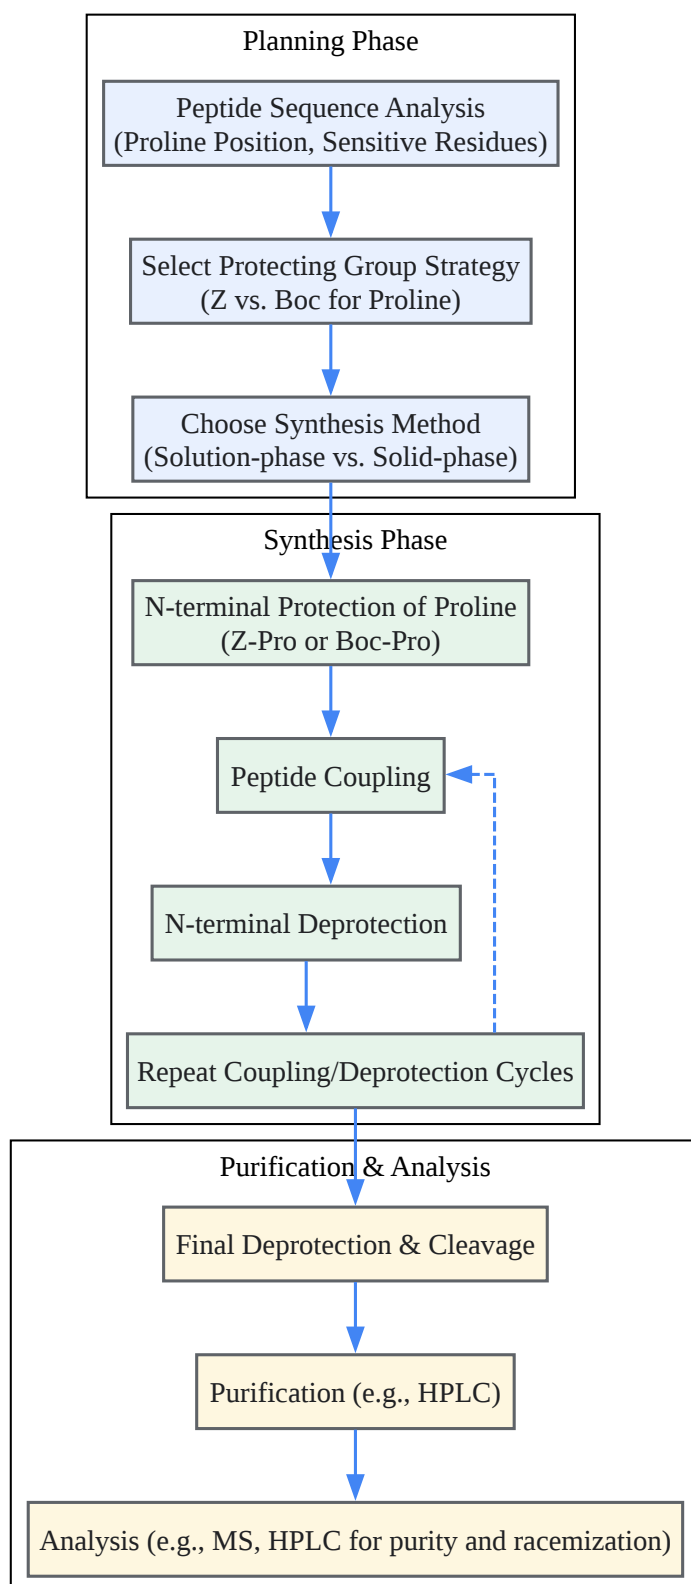 Planning Phase
Peptide Sequence Analysis
(Proline Position, Sensitive Residues)
Select Protecting Group Strategy
(Z vs. Boc for Proline)
Choose Synthesis Method
(Solution-phase vs. Solid-phase)
Synthesis Phase
N-terminal Protection of Proline
(Z-Pro or Boc-Pro)
Peptide Coupling
N-terminal Deprotection
Repeat Coupling/Deprotection Cycles
Purification & Analysis
Final Deprotection & Cleavage
Purification (e.g., HPLC)
Analysis (e.g., MS, HPLC for purity and racemization)